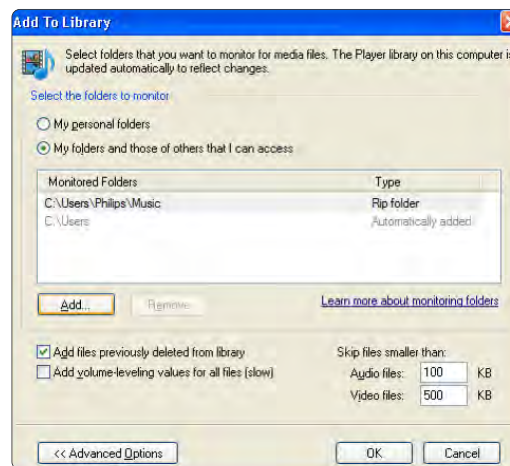 Add To Library
Select folders that you want to monitor for media files. The Player library on this computer is
updated automatically to reflect changes.
Select the folders to monitor
My personal folders
My folders and those of others that I can access
Monitored Folders Type
C:\Users\Philips\Music Rip folder
C:\Users Automatically added
Add... Remove Learn more about monitoring folders
Add files previously deleted from library Skip files smaller than:
Add volume-leveling values for all files (slow) Audio files: 100 KB
Video files: 500 KB
<< Advanced Options OK Cancel